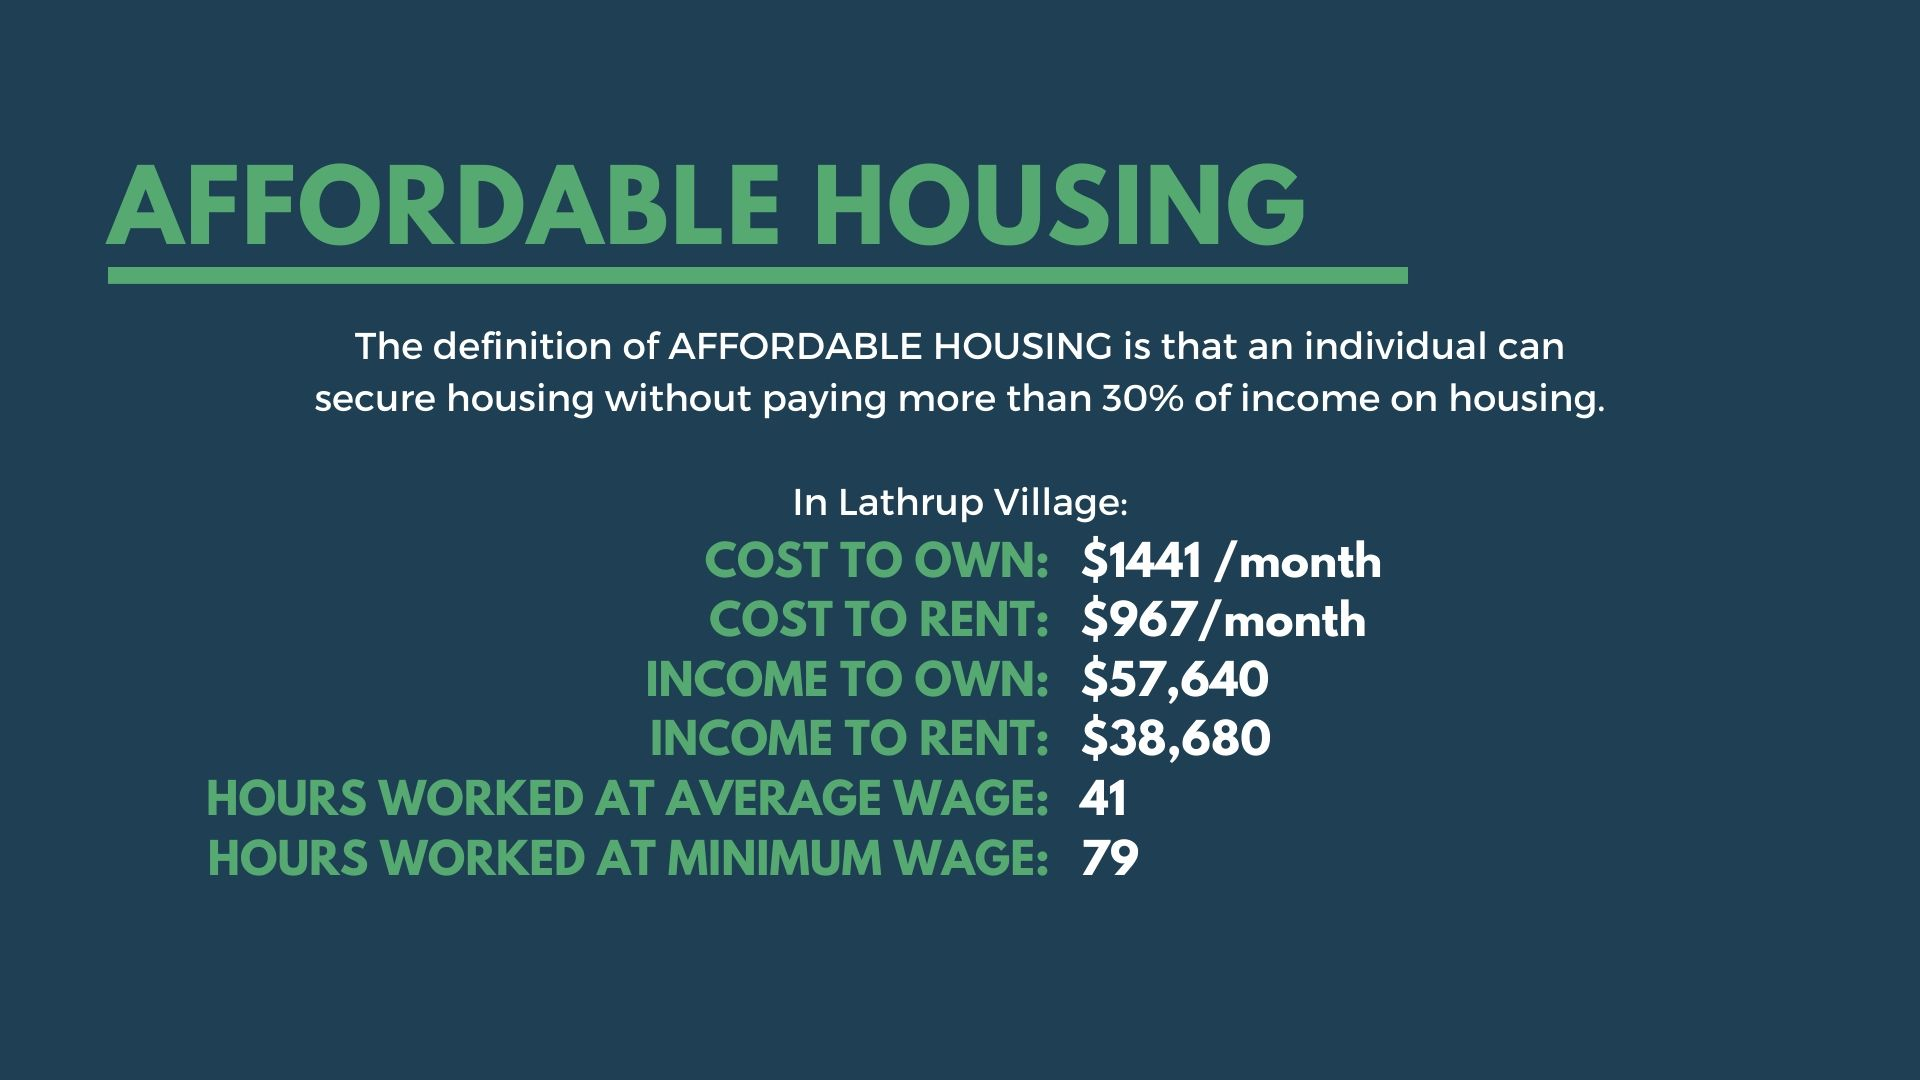 AFFORDABLE HOUSING
The definition of AFFORDABLE HOUSING is that an individual can
secure housing without paying more than 30% of income on housing.
In Lathrup Village:
COST TO OWN: $1441 /month
COST TO RENT: $967/month
INCOME TO OWN: $57,640
INCOME TO RENT: $38,680
HOURS WORKED AT AVERAGE WAGE: 41
HOURS WORKED AT MINIMUM WAGE: 79